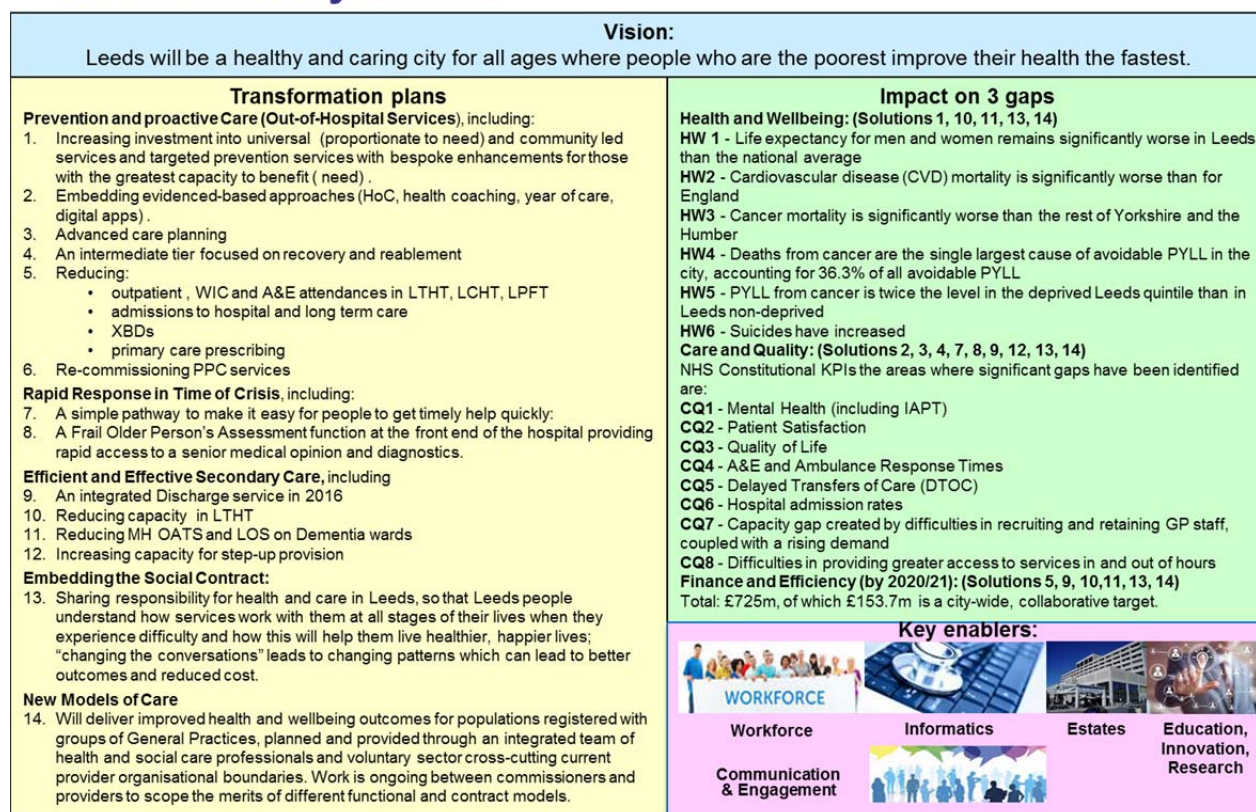 Vision:
Leeds will be a healthy and caring city for all ages where people who are the poorest improve their health the fastest.
Transformation plans
Prevention and proactive Care (Out-of-Hospital Services), including:
1. Increasing investment into universal (proportionate to need) and community led
services and targeted prevention services with bespoke enhancements for those
with the greatest capacity to benefit ( need) .
2. Embedding evidenced-based approaches (HoC, health coaching, year of care,
digital apps) .
3. Advanced care planning
4. An intermediate tier focused on recovery and reablement
5. Reducing:
• outpatient , WIC and A&E attendances in LTHT, LCHT, LPFT
• admissions to hospital and long term care
• XBDs
• primary care prescribing
6. Re-commissioning PPC services
Rapid Response in Time of Crisis, including:
7. A simple pathway to make it easy for people to get timely help quickly:
8. A Frail Older Person's Assessment function at the front end of the hospital providing
rapid access to a senior medical opinion and diagnostics.
Efficient and Effective Secondary Care, including
9. An integrated Discharge service in 2016
10. Reducing capacity in LTHT
11. Reducing MH OATS and LOS on Dementia wards
12. Increasing capacity for step-up provision
Embedding the Social Contract:
13. Sharing responsibility for health and care in Leeds, so that Leeds people
understand how services work with them at all stages of their lives when they
experience difficulty and how this will help them live healthier, happier lives;
"changing the conversations" leads to changing patterns which can lead to better
outcomes and reduced cost.
New Models of Care
14. Will deliver improved health and wellbeing outcomes for populations registered with
groups of General Practices, planned and provided through an integrated team of
health and social care professionals and voluntary sector cross-cutting current
provider organisational boundaries. Work is ongoing between commissioners and
providers to scope the merits of different functional and contract models.
Impact on 3 gaps
Health and Wellbeing: (Solutions 1, 10, 11, 13, 14)
HW 1 - Life expectancy for men and women remains significantly worse in Leeds
than the national average
HW2 - Cardiovascular disease (CVD) mortality is significantly worse than for
England
HW3 - Cancer mortality is significantly worse than the rest of Yorkshire and the
Humber
HW4 - Deaths from cancer are the single largest cause of avoidable PYLL in the
city, accounting for 36.3% of all avoidable PYLL
HW5 - PYLL from cancer is twice the level in the deprived Leeds quintile than in
Leeds non-deprived
HW6 - Suicides have increased
Care and Quality: (Solutions 2, 3, 4, 7, 8, 9, 12, 13, 14)
NHS Constitutional KPIs the areas where significant gaps have been identified
are:
CQ1 - Mental Health (including IAPT)
CQ2 - Patient Satisfaction
CQ3 - Quality of Life
CQ4 - A&E and Ambulance Response Times
CQ5 - Delayed Transfers of Care (DTOC)
CQ6 - Hospital admission rates
CQ7 - Capacity gap created by difficulties in recruiting and retaining GP staff,
coupled with a rising demand
CQ8 - Difficulties in providing greater access to services in and out of hours
Finance and Efficiency (by 2020/21): (Solutions 5, 9, 10,11, 13, 14)
Total: £725m, of which £153.7m is a city-wide, collaborative target.
Key enablers:
WORKFORCE
Workforce
Informatics
Estates
Education,
Innovation,
Research
Communication
& Engagement